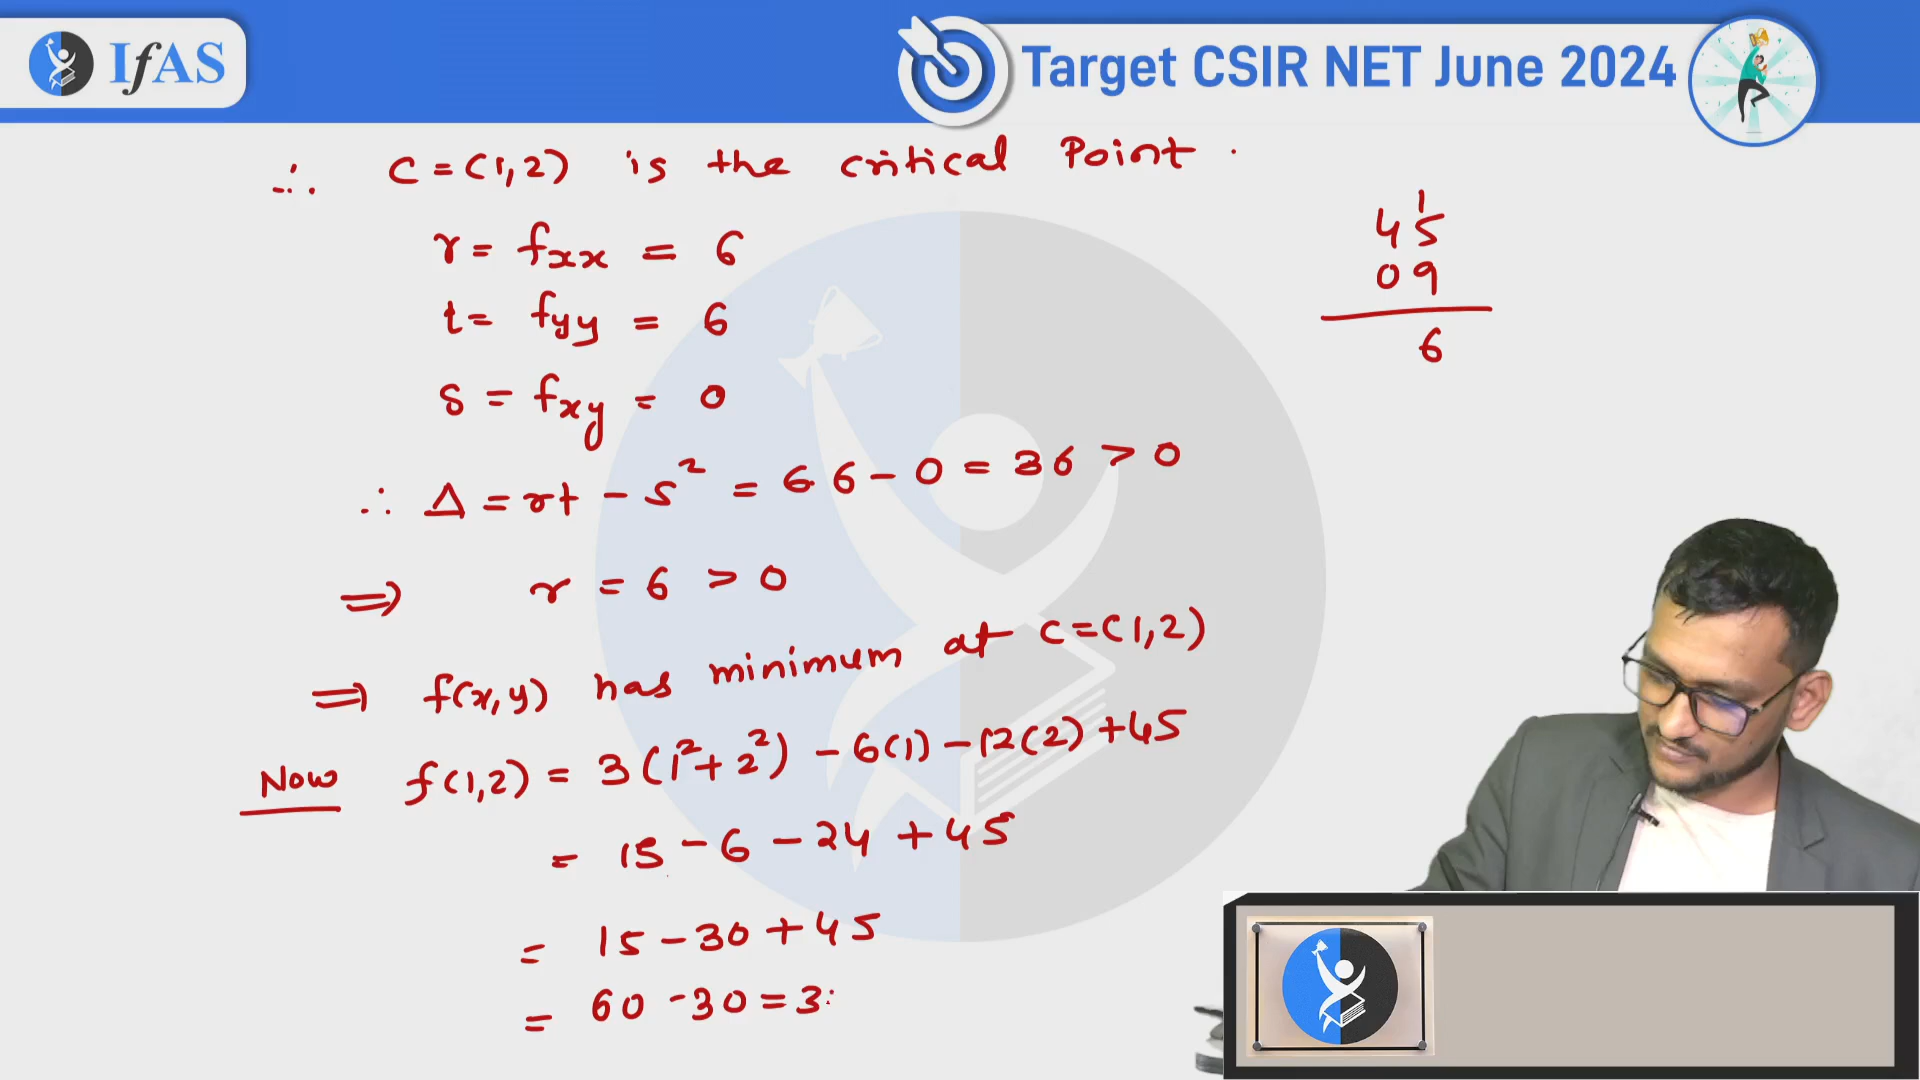 IfAS
Target CSIR NET June 2024
∴ C = (1,2) is the critical Point.
r = fxx = 6
t = fyy = 6
s = fxy = 0
∴ Δ = rt - s² = 6.6 - 0 = 36 > 0
⇒ r = 6 > 0
⇒ f(x,y) has minimum at C=(1,2)
Now f(1,2) = 3(1²+2²) - 6(1) - 12(2) + 45
= 15 - 6 - 24 + 45
= 15 - 30 + 45
= 60 - 30 = 3
1
45
09
6